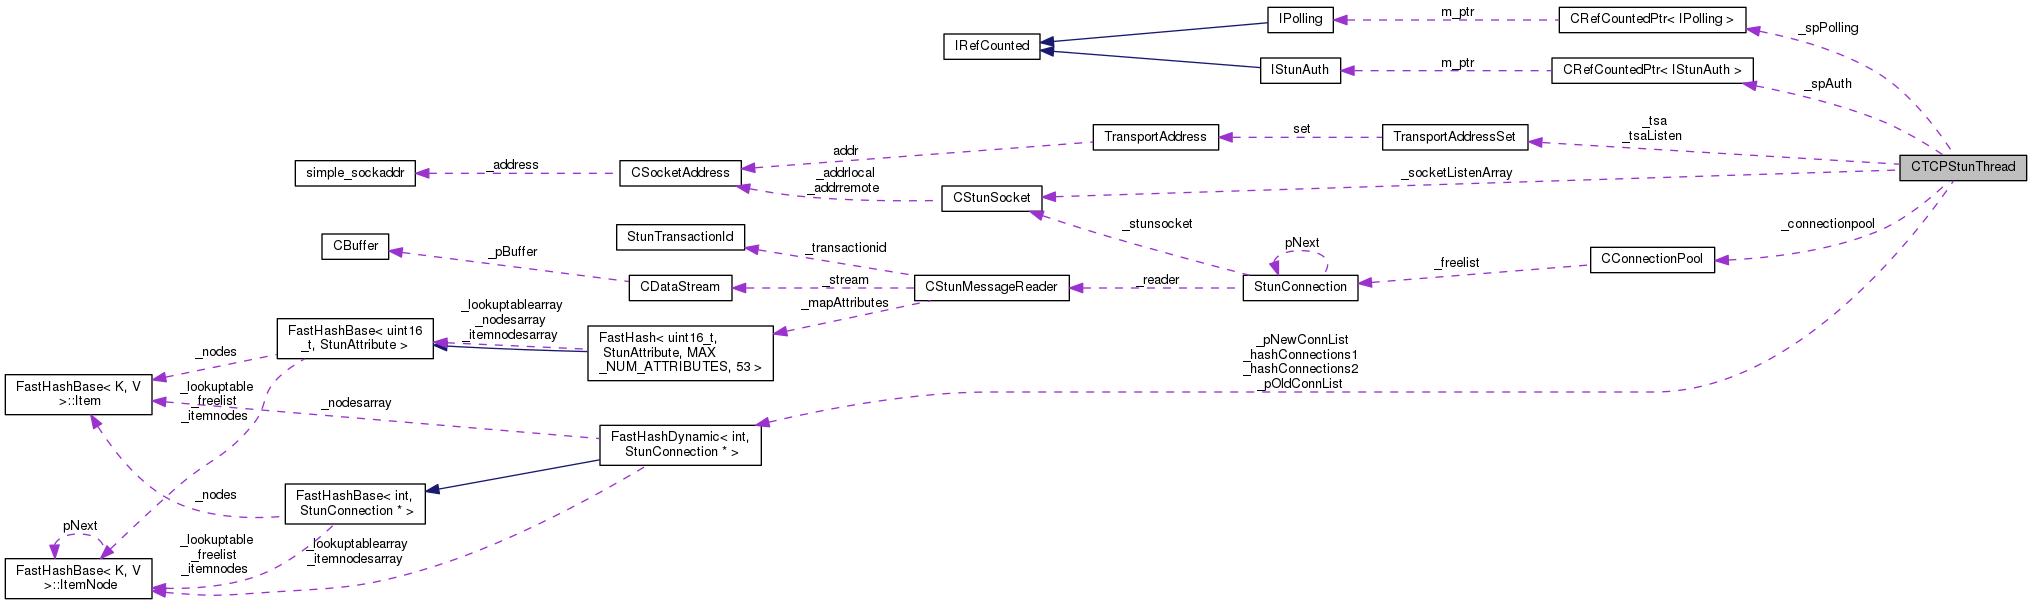 IPolling
m_ptr
CRefCountedPtr< IPolling >
_spPolling
IRefCounted
IStunAuth
m_ptr
CRefCountedPtr< IStunAuth >
_spAuth
TransportAddress
set
TransportAddressSet
_tsa
_tsaListen
CTCPStunThread
simple_sockaddr
_address
CSocketAddress
addr
_addrlocal
_addrremote
CStunSocket
_socketListenArray
StunTransactionId
_transactionid
_stunsocket
pNext
_connectionpool
CBuffer
_pBuffer
CDataStream
_stream
CStunMessageReader
_reader
StunConnection
_freelist
CConnectionPool
_mapAttributes
FastHashBase< uint16
_t, StunAttribute >
_lookuptablearray
_nodesarray
_itemnodesarray
FastHash< uint16_t,
StunAttribute, MAX
_NUM_ATTRIBUTES, 53 >
_pNewConnList
_hashConnections1
_hashConnections2
_pOldConnList
_nodes
FastHashBase< K, V
>::Item
_lookuptable
_freelist
_itemnodes
_nodesarray
FastHashDynamic< int,
StunConnection * >
_nodes
FastHashBase< int,
StunConnection * >
pNext
FastHashBase< K, V
>::ItemNode
_lookuptable
_freelist
_itemnodes
_lookuptablearray
_itemnodesarray